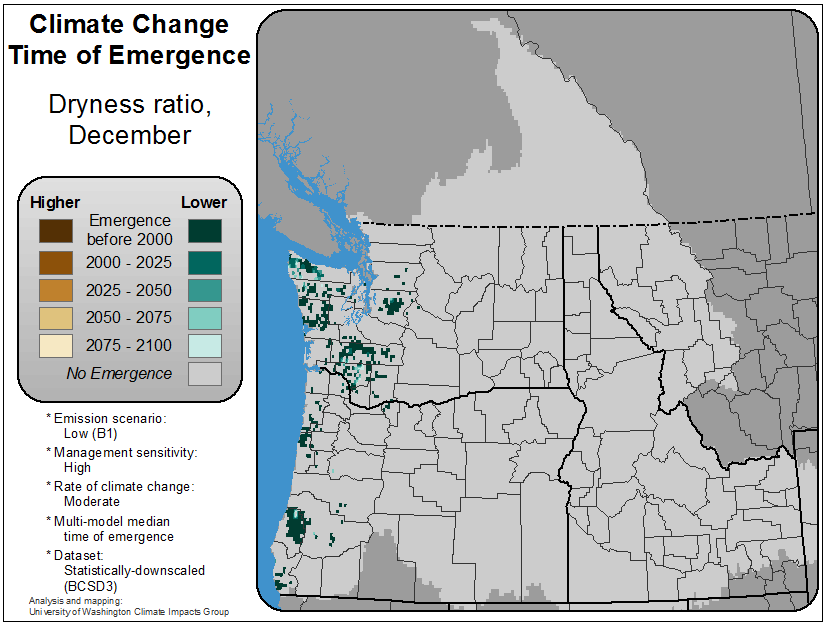 Climate Change
Time of Emergence
Dryness ratio,
December
Higher
Lower
Emergence
before 2000
2000 - 2025
2025 - 2050
2050 - 2075
2075 - 2100
No Emergence
* Emission scenario:
Low (B1)
* Management sensitivity:
High
* Rate of climate change:
Moderate
* Multi-model median
time of emergence
* Dataset:
Statistically-downscaled
(BCSD3)
Analysis and mapping:
University of Washington Climate Impacts Group